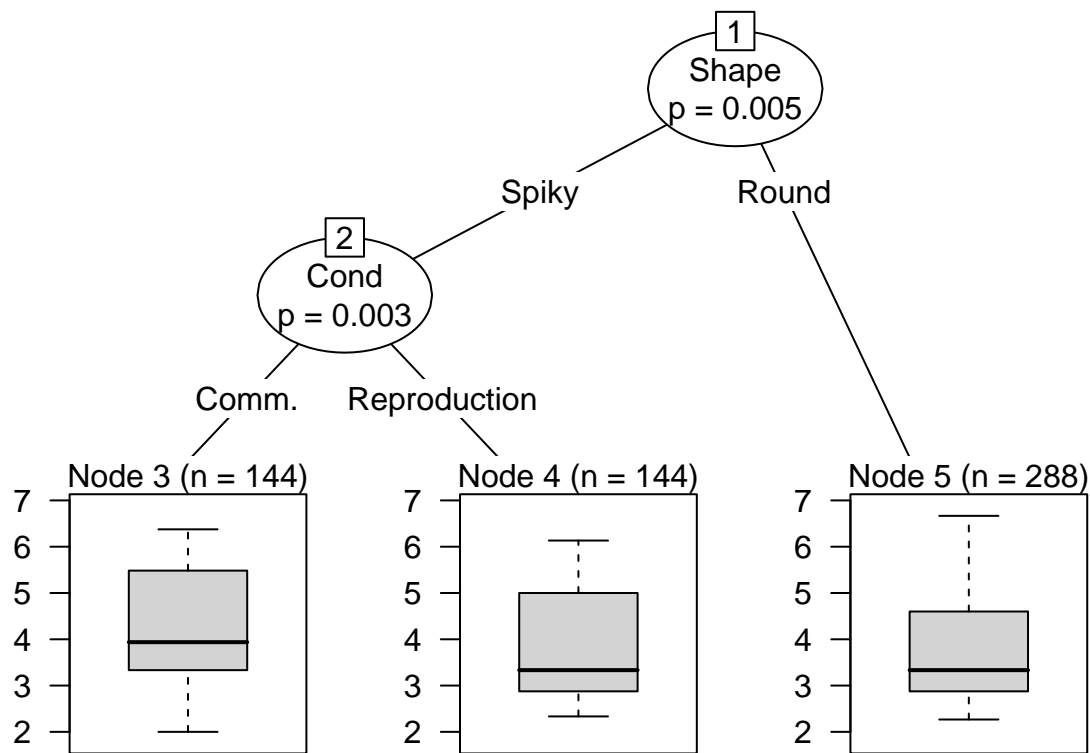 1
Shape
p = 0.005
Spiky
Round
2
Cond
p = 0.003
Comm.
Reproduction
Node 3 (n = 144)
7
6
5
4
3
2
Node 4 (n = 144)
7
6
5
4
3
2
Node 5 (n = 288)
7
6
5
4
3
2